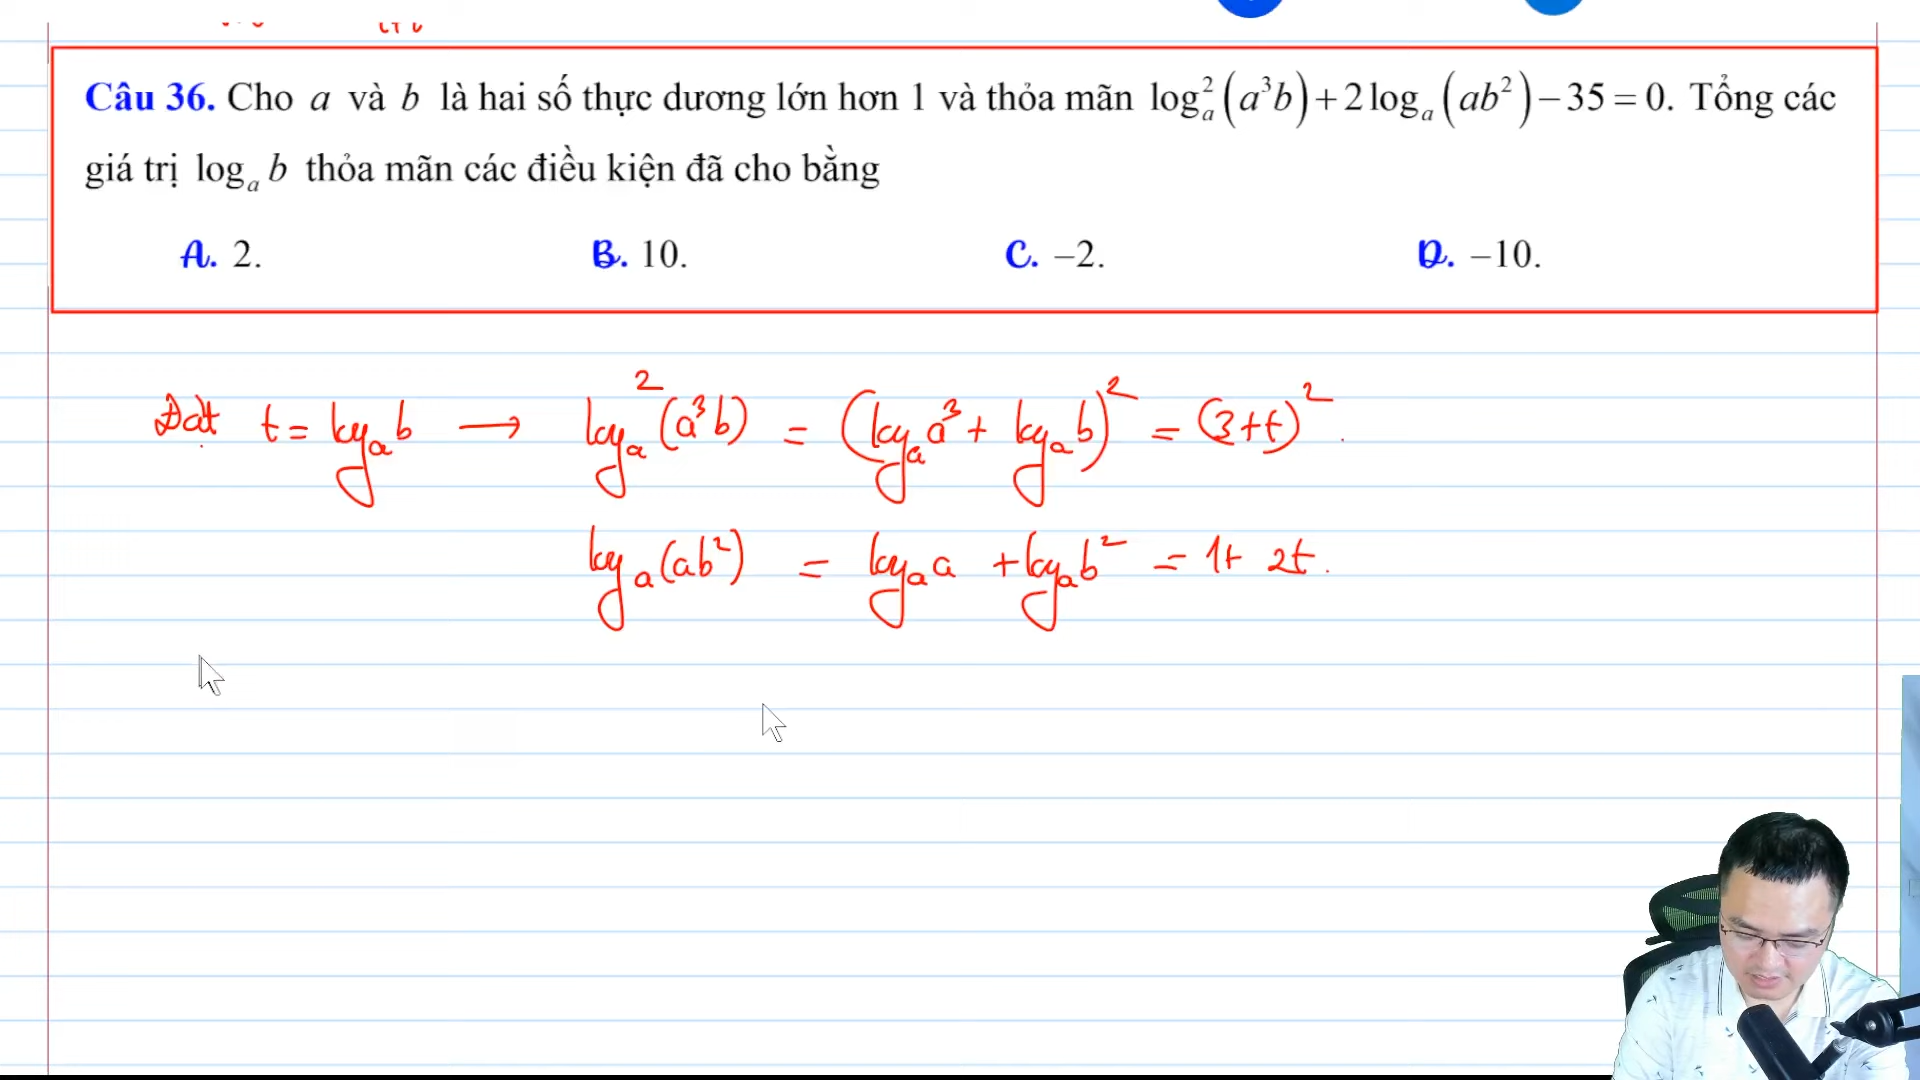 Câu 36. Cho a và b là hai số thực dương lớn hơn 1 và thỏa mãn log²ₐ(a³b)+2logₐ(ab²)−35=0. Tổng các
giá trị logₐ b thỏa mãn các điều kiện đã cho bằng
A. 2. B. 10. C. −2. D. −10.
Đặt t = logₐb → log²ₐ(a³b) = (logₐa³ + logₐb)² = (3+t)²
logₐ(ab²) = logₐa + logₐb² = 1+ 2t.